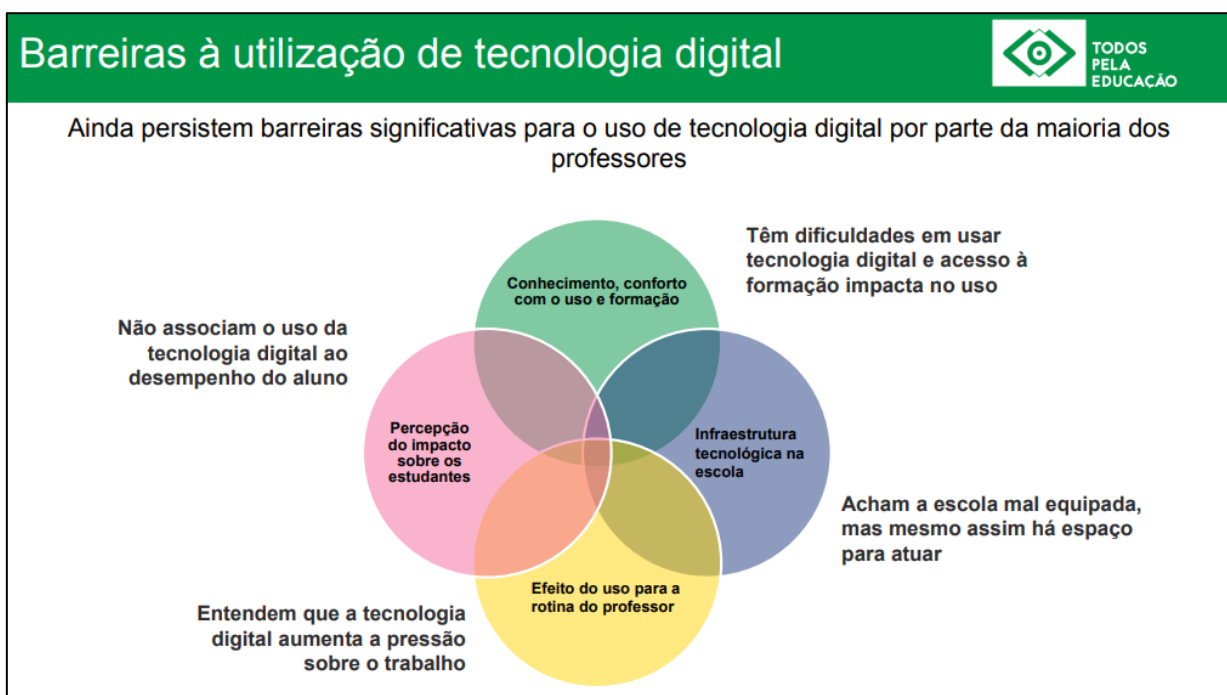 Barreiras à utilização de tecnologia digital
TODOS
PELA
EDUCAÇÃO
Ainda persistem barreiras significativas para o uso de tecnologia digital por parte da maioria dos
professores
Têm dificuldades em usar
tecnologia digital e acesso à
formação impacta no uso
Conhecimento, conforto
com o uso e formação
Não associam o uso da
tecnologia digital ao
desempenho do aluno
Percepção
do impacto
sobre os
estudantes
Infraestrutura
tecnológica na
escola
Acham a escola mal equipada,
mas mesmo assim há espaço
para atuar
Efeito do uso para a
rotina do professor
Entendem que a tecnologia
digital aumenta a pressão
sobre o trabalho